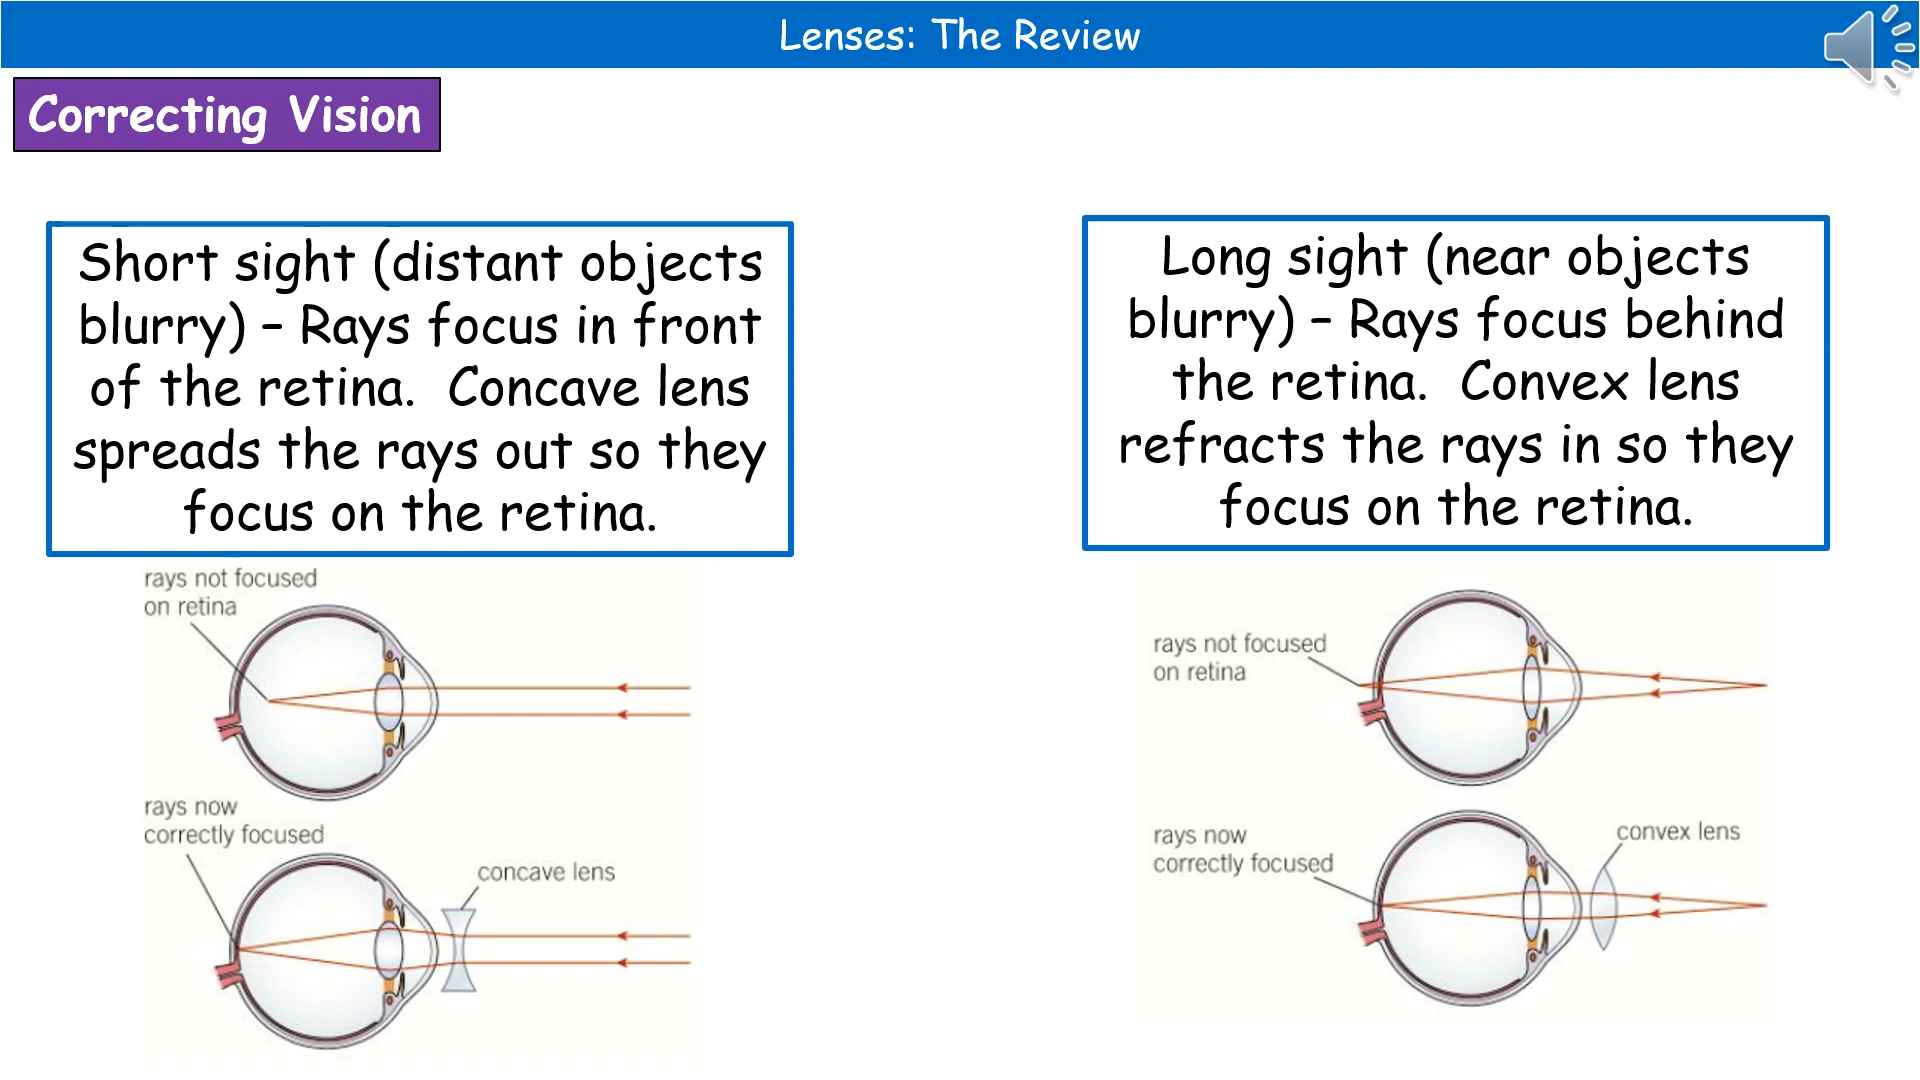 Lenses: The Review
Correcting Vision
Short sight (distant objects
blurry) – Rays focus in front
of the retina.  Concave lens
spreads the rays out so they
focus on the retina.
Long sight (near objects
blurry) – Rays focus behind
the retina.  Convex lens
refracts the rays in so they
focus on the retina.
rays not focused
on retina
rays now
correctly focused
concave lens
rays not focused
on retina
rays now
correctly focused
convex lens